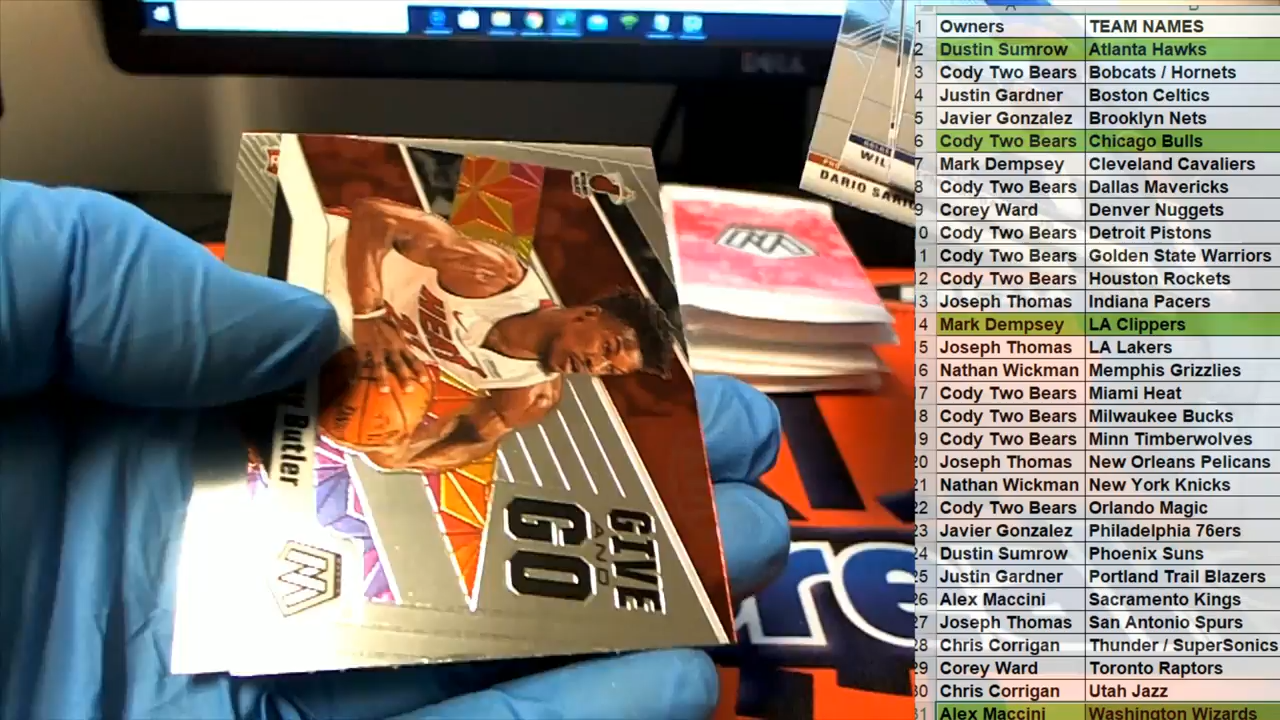 DELL
WIL
DARIO SARI
HEAT
Butler
GIVE
AND
GO
Owners TEAM NAMES
2 Dustin Sumrow Atlanta Hawks
3 Cody Two Bears Bobcats / Hornets
4 Justin Gardner Boston Celtics
5 Javier Gonzalez Brooklyn Nets
6 Cody Two Bears Chicago Bulls
7 Mark Dempsey Cleveland Cavaliers
8 Cody Two Bears Dallas Mavericks
9 Corey Ward Denver Nuggets
0 Cody Two Bears Detroit Pistons
11 Cody Two Bears Golden State Warriors
12 Cody Two Bears Houston Rockets
3 Joseph Thomas Indiana Pacers
4 Mark Dempsey LA Clippers
5 Joseph Thomas LA Lakers
16 Nathan Wickman Memphis Grizzlies
17 Cody Two Bears Miami Heat
18 Cody Two Bears Milwaukee Bucks
19 Cody Two Bears Minn Timberwolves
20 Joseph Thomas New Orleans Pelicans
21 Nathan Wickman New York Knicks
22 Cody Two Bears Orlando Magic
23 Javier Gonzalez Philadelphia 76ers
24 Dustin Sumrow Phoenix Suns
25 Justin Gardner Portland Trail Blazers
26 Alex Maccini Sacramento Kings
27 Joseph Thomas San Antonio Spurs
28 Chris Corrigan Thunder / SuperSonics
29 Corey Ward Toronto Raptors
30 Chris Corrigan Utah Jazz
31 Alex Maccini Washington Wizards